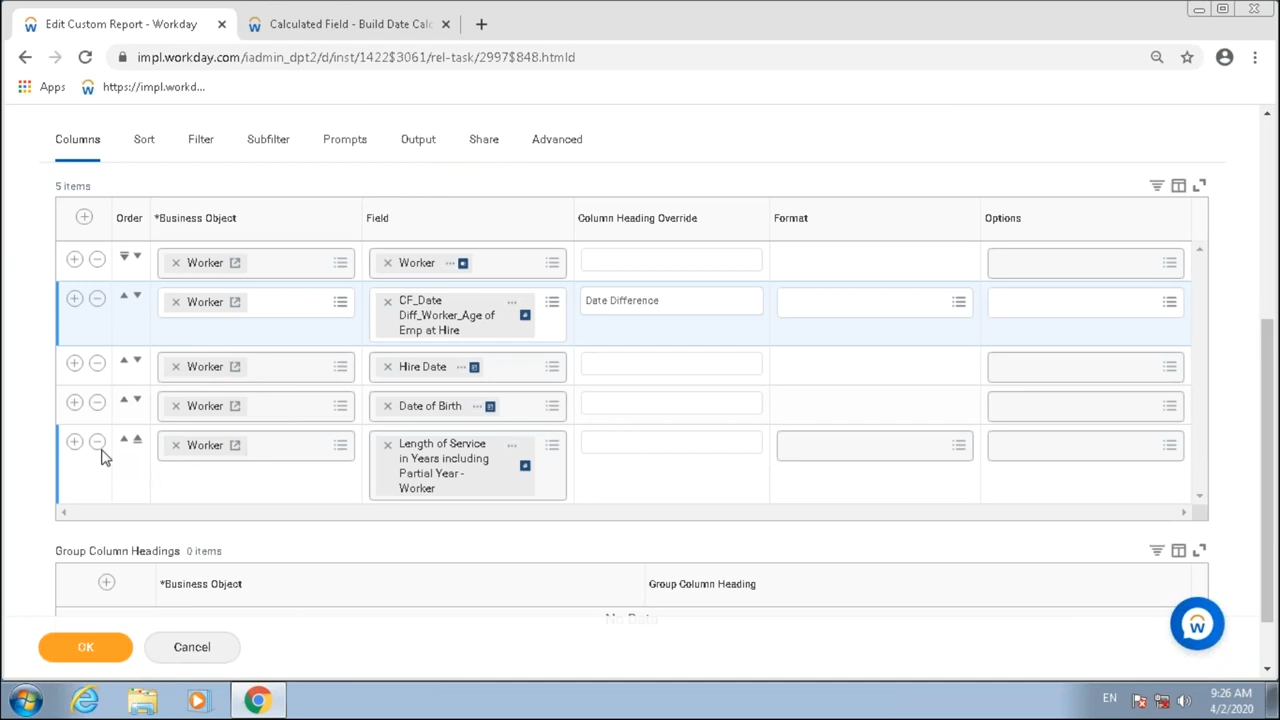 Edit Custom Report - Workday
Calculated Field - Build Date Calc
impl.workday.com/iadmin_dpt2/d/inst/1422$3061/rel-task/2997$848.htmld
Apps
https://impl.workd...
Columns
Sort
Filter
Subfilter
Prompts
Output
Share
Advanced
5 items
Order
*Business Object
Field
Column Heading Override
Format
Options
Worker
Worker
Worker
CF_Date
Diff_Worker_Age of
Emp at Hire
Date Difference
Worker
Hire Date
Worker
Date of Birth
Worker
Length of Service
in Years including
Partial Year -
Worker
Group Column Headings 0 items
*Business Object
Group Column Heading
No Data
OK
Cancel
EN
9:26 AM
4/2/2020